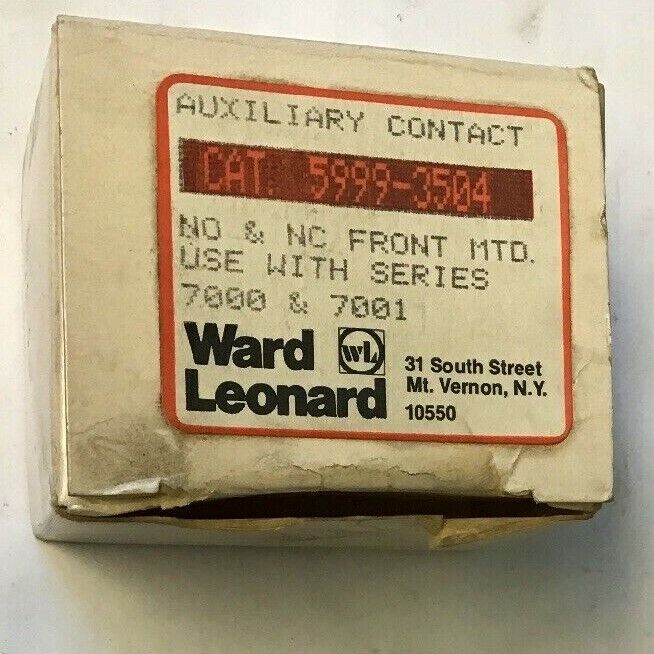 AUXILIARY CONTACT
CAT. 5999-3504
NO & NC FRONT MTD.
USE WITH SERIES
7000 & 7001
Ward
Leonard
WL
31 South Street
Mt. Vernon, N.Y.
10550